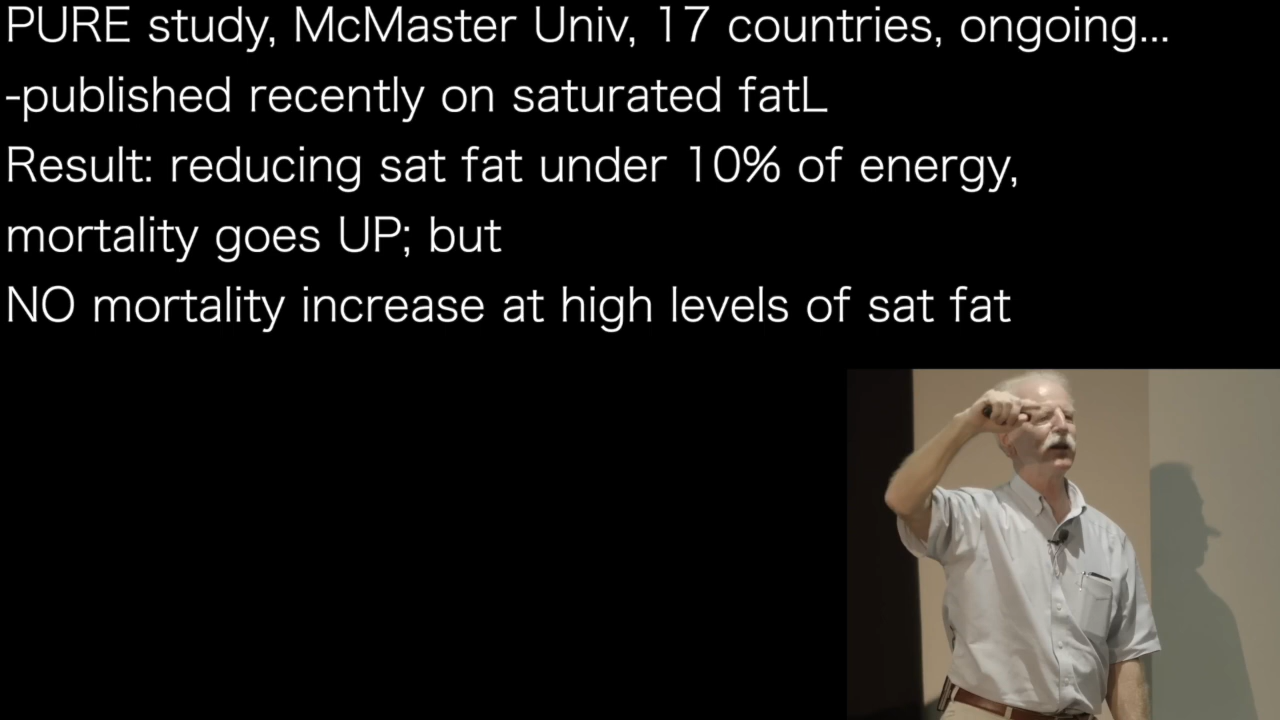 PURE study, McMaster Univ, 17 countries, ongoing...
-published recently on saturated fatL
Result: reducing sat fat under 10% of energy,
mortality goes UP; but
NO mortality increase at high levels of sat fat